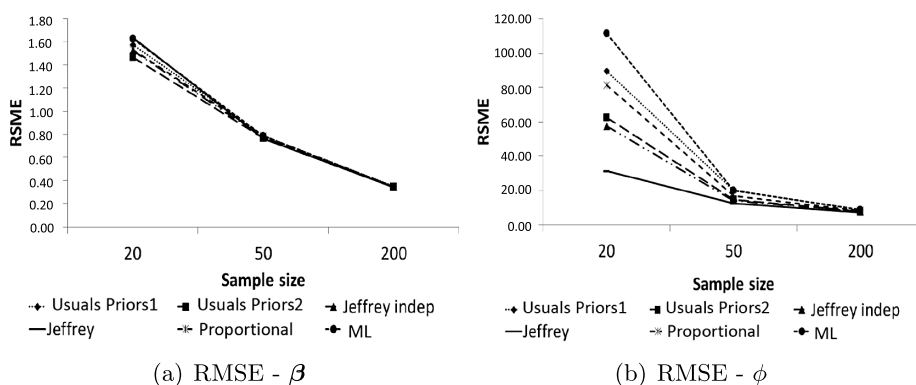 1.80
1.60
1.40
1.20
1.00
0.80
0.60
0.40
0.20
0.00
RSME
20 50 200
Sample size
Usuals Priors1 Usuals Priors2 Jeffrey indep
Jeffrey Proportional ML
(a) RMSE - β
120.00
100.00
80.00
60.00
40.00
20.00
0.00
RSME
20 50 200
Sample size
Usuals Priors1 Usuals Priors2 Jeffrey indep
Jeffrey Proportional ML
(b) RMSE - ϕ